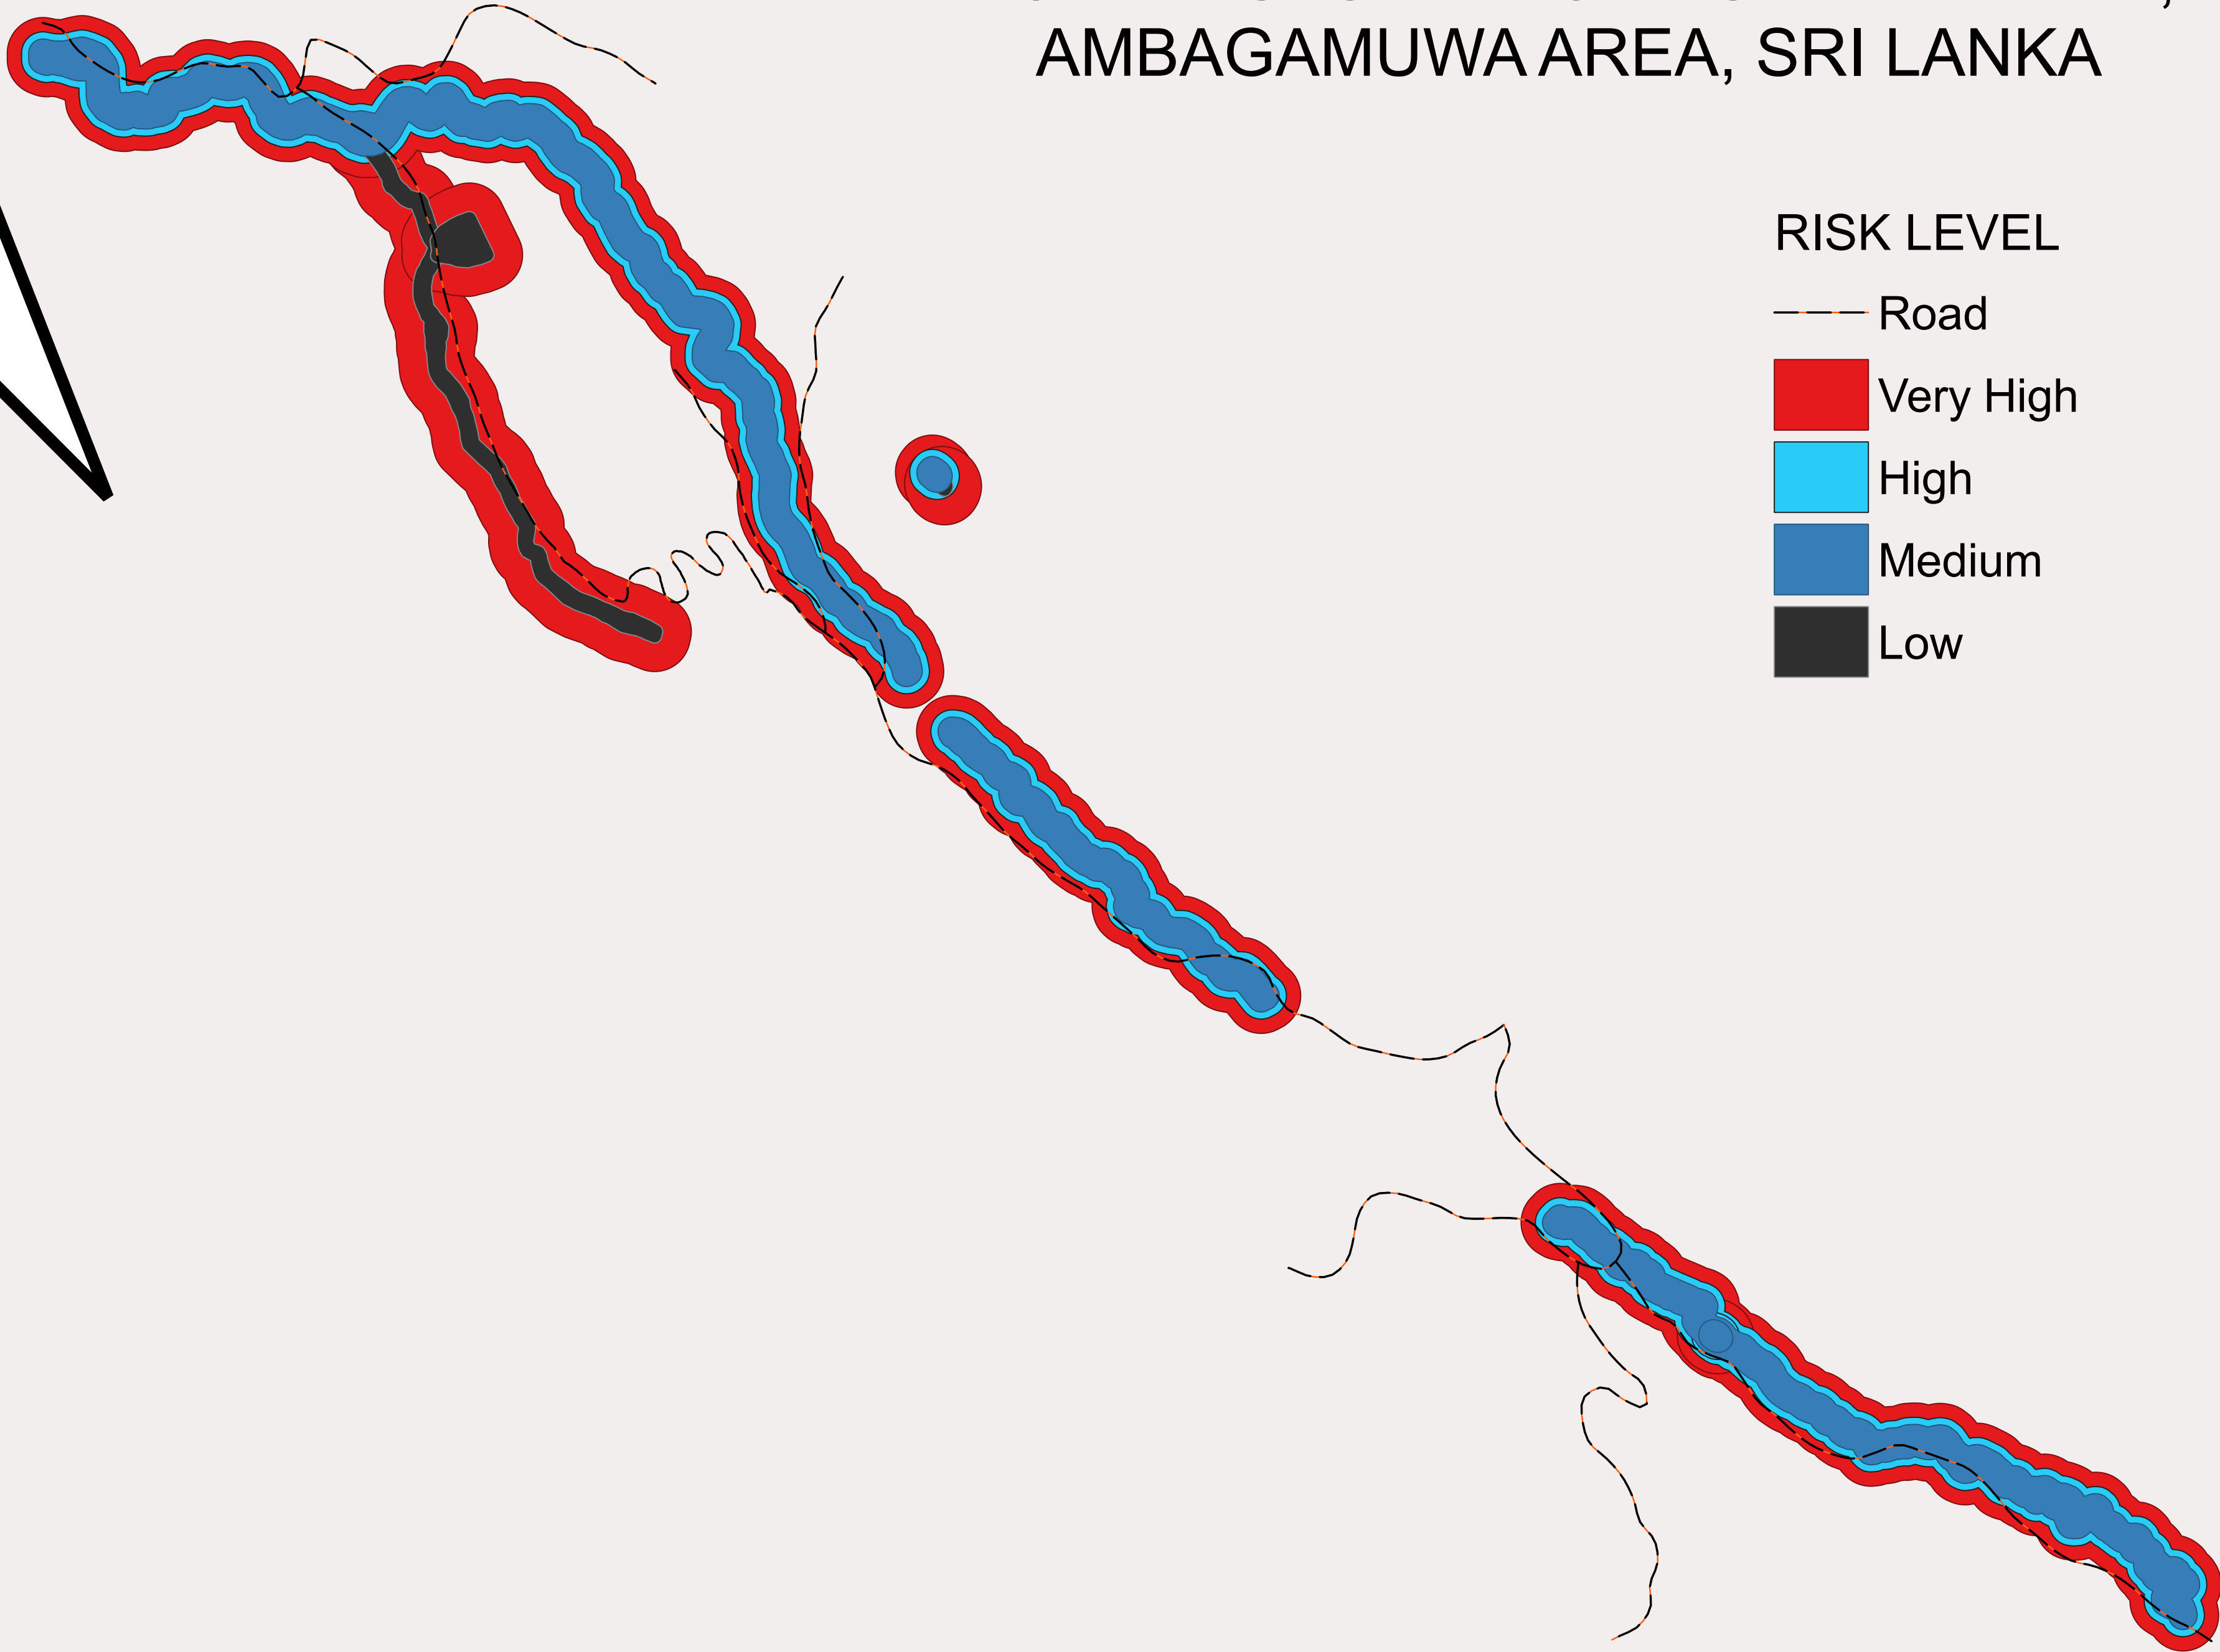 AMBAGAMUWA AREA, SRI LANKA
RISK LEVEL
Road
Very High
High
Medium
Low